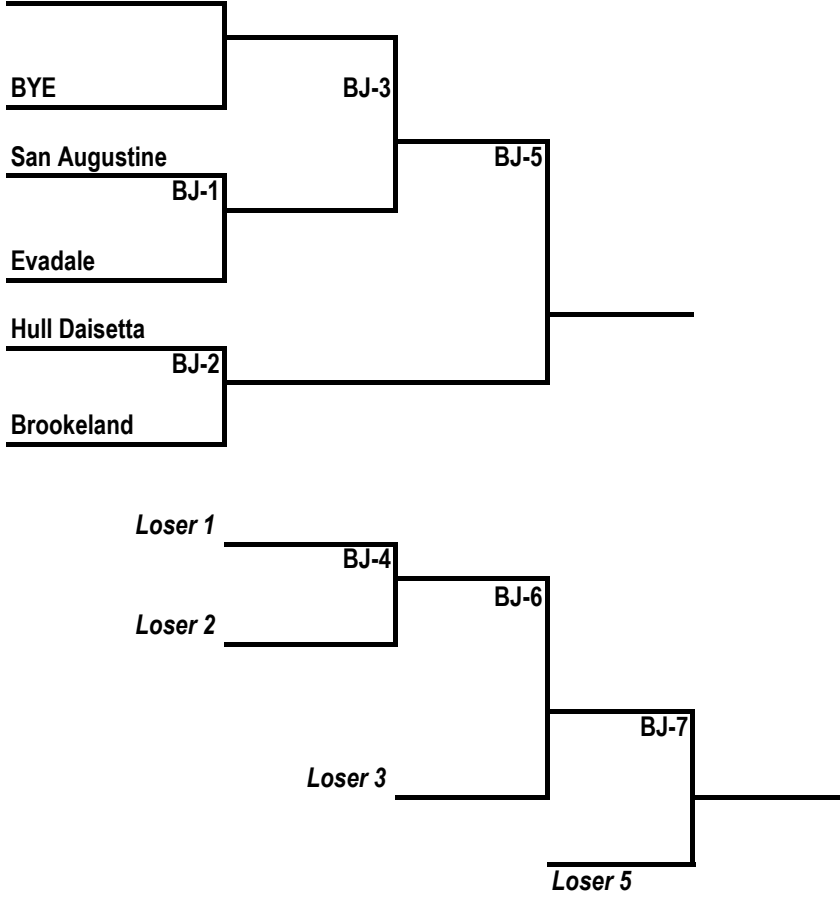 BYE
BJ-3
San Augustine
BJ-5
BJ-1
Evadale
Hull Daisetta
BJ-2
Brookeland
Loser 1
BJ-4
BJ-6
Loser 2
BJ-7
Loser 3
Loser 5